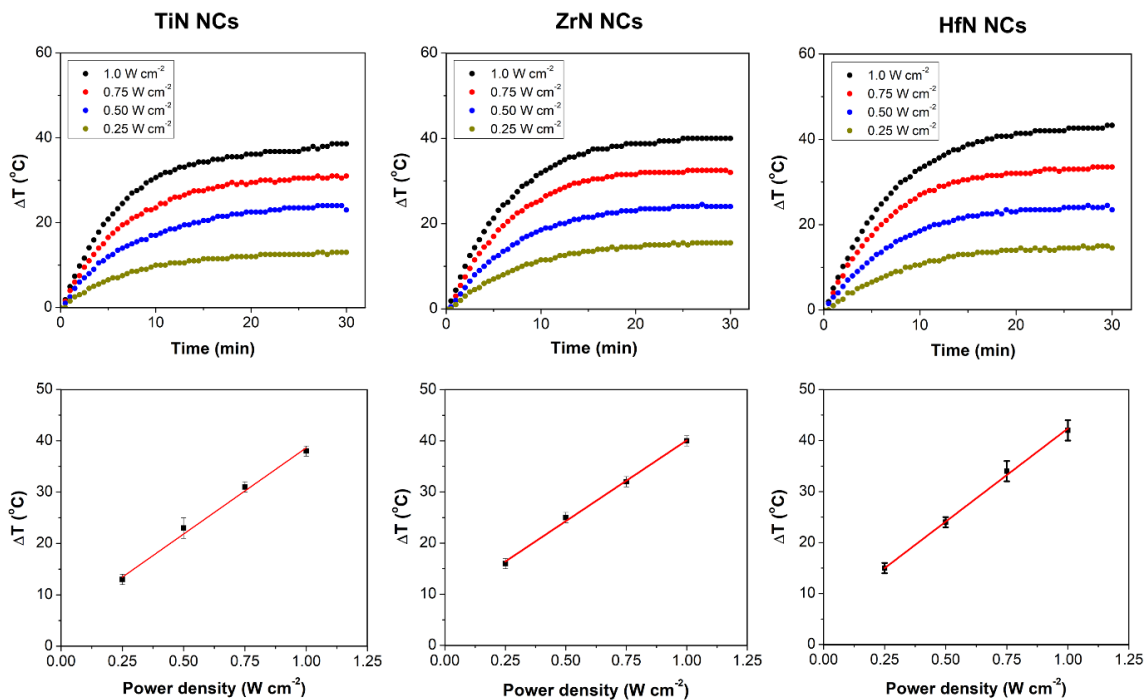 TiN NCs
60
40
20
0
ΔT (°C)
1.0 W cm⁻²
0.75 W cm⁻²
0.50 W cm⁻²
0.25 W cm⁻²
0 10 20 30
Time (min)
ZrN NCs
60
40
20
0
ΔT (°C)
1.0 W cm⁻²
0.75 W cm⁻²
0.50 W cm⁻²
0.25 W cm⁻²
0 10 20 30
Time (min)
HfN NCs
60
40
20
0
ΔT (°C)
1.0 W cm⁻²
0.75 W cm⁻²
0.50 W cm⁻²
0.25 W cm⁻²
0 10 20 30
Time (min)
50
40
30
20
10
0
ΔT (°C)
0.00 0.25 0.50 0.75 1.00 1.25
Power density (W cm⁻²)
50
40
30
20
10
0
ΔT (°C)
0.00 0.25 0.50 0.75 1.00 1.25
Power density (W cm⁻²)
50
40
30
20
10
0
ΔT (°C)
0.00 0.25 0.50 0.75 1.00 1.25
Power density (W cm⁻²)